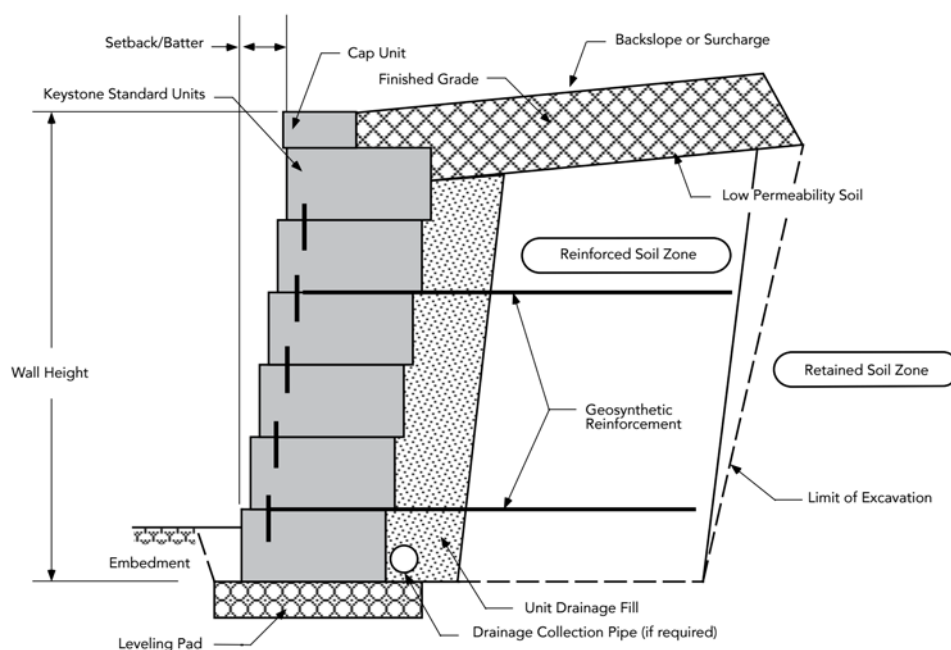 Setback/Batter
Cap Unit
Backslope or Surcharge
Finished Grade
Keystone Standard Units
Low Permeability Soil
Reinforced Soil Zone
Wall Height
Retained Soil Zone
Geosynthetic
Reinforcement
Limit of Excavation
Embedment
Unit Drainage Fill
Drainage Collection Pipe (if required)
Leveling Pad